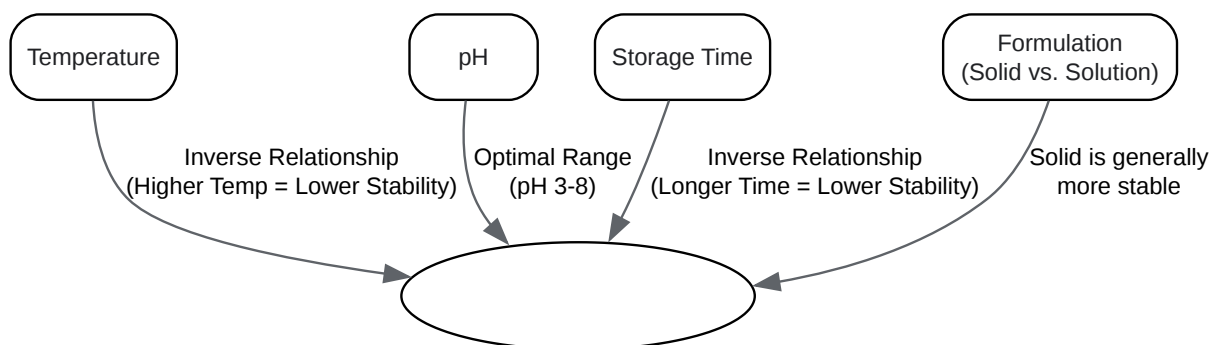 Temperature
pH
Storage Time
Formulation
(Solid vs. Solution)
Inverse Relationship
(Higher Temp = Lower Stability)
Optimal Range
(pH 3-8)
Inverse Relationship
(Longer Time = Lower Stability)
Solid is generally
more stable